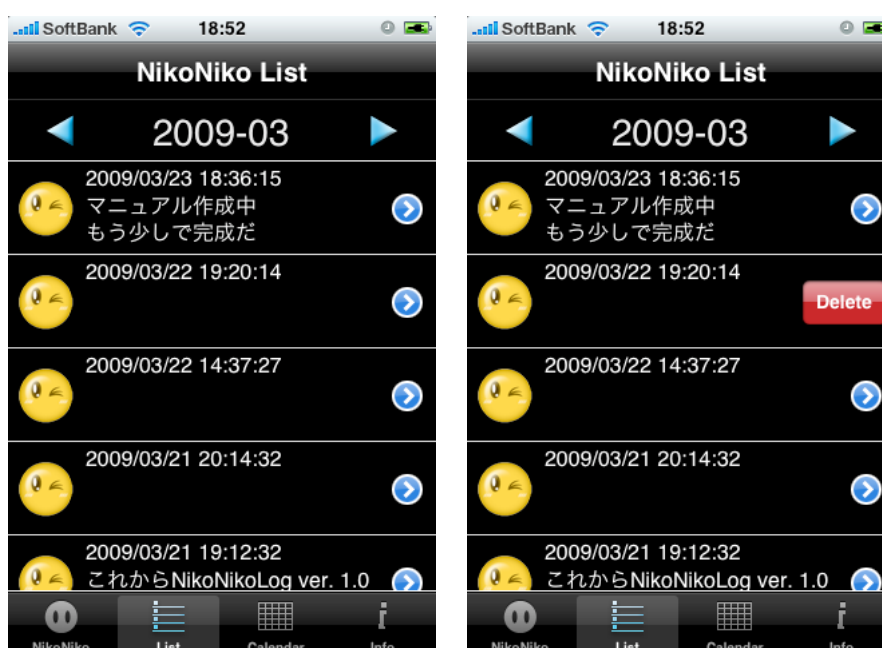 SoftBank 18:52
NikoNiko List
2009-03
2009/03/23 18:36:15
マニュアル作成中
もう少しで完成だ
2009/03/22 19:20:14
2009/03/22 14:37:27
2009/03/21 20:14:32
2009/03/21 19:12:32
これからNikoNikoLog ver. 1.0
NikoNiko List Calendar Info
SoftBank 18:52
NikoNiko List
2009-03
2009/03/23 18:36:15
マニュアル作成中
もう少しで完成だ
2009/03/22 19:20:14
Delete
2009/03/22 14:37:27
2009/03/21 20:14:32
2009/03/21 19:12:32
これからNikoNikoLog ver. 1.0
NikoNiko List Calendar Info